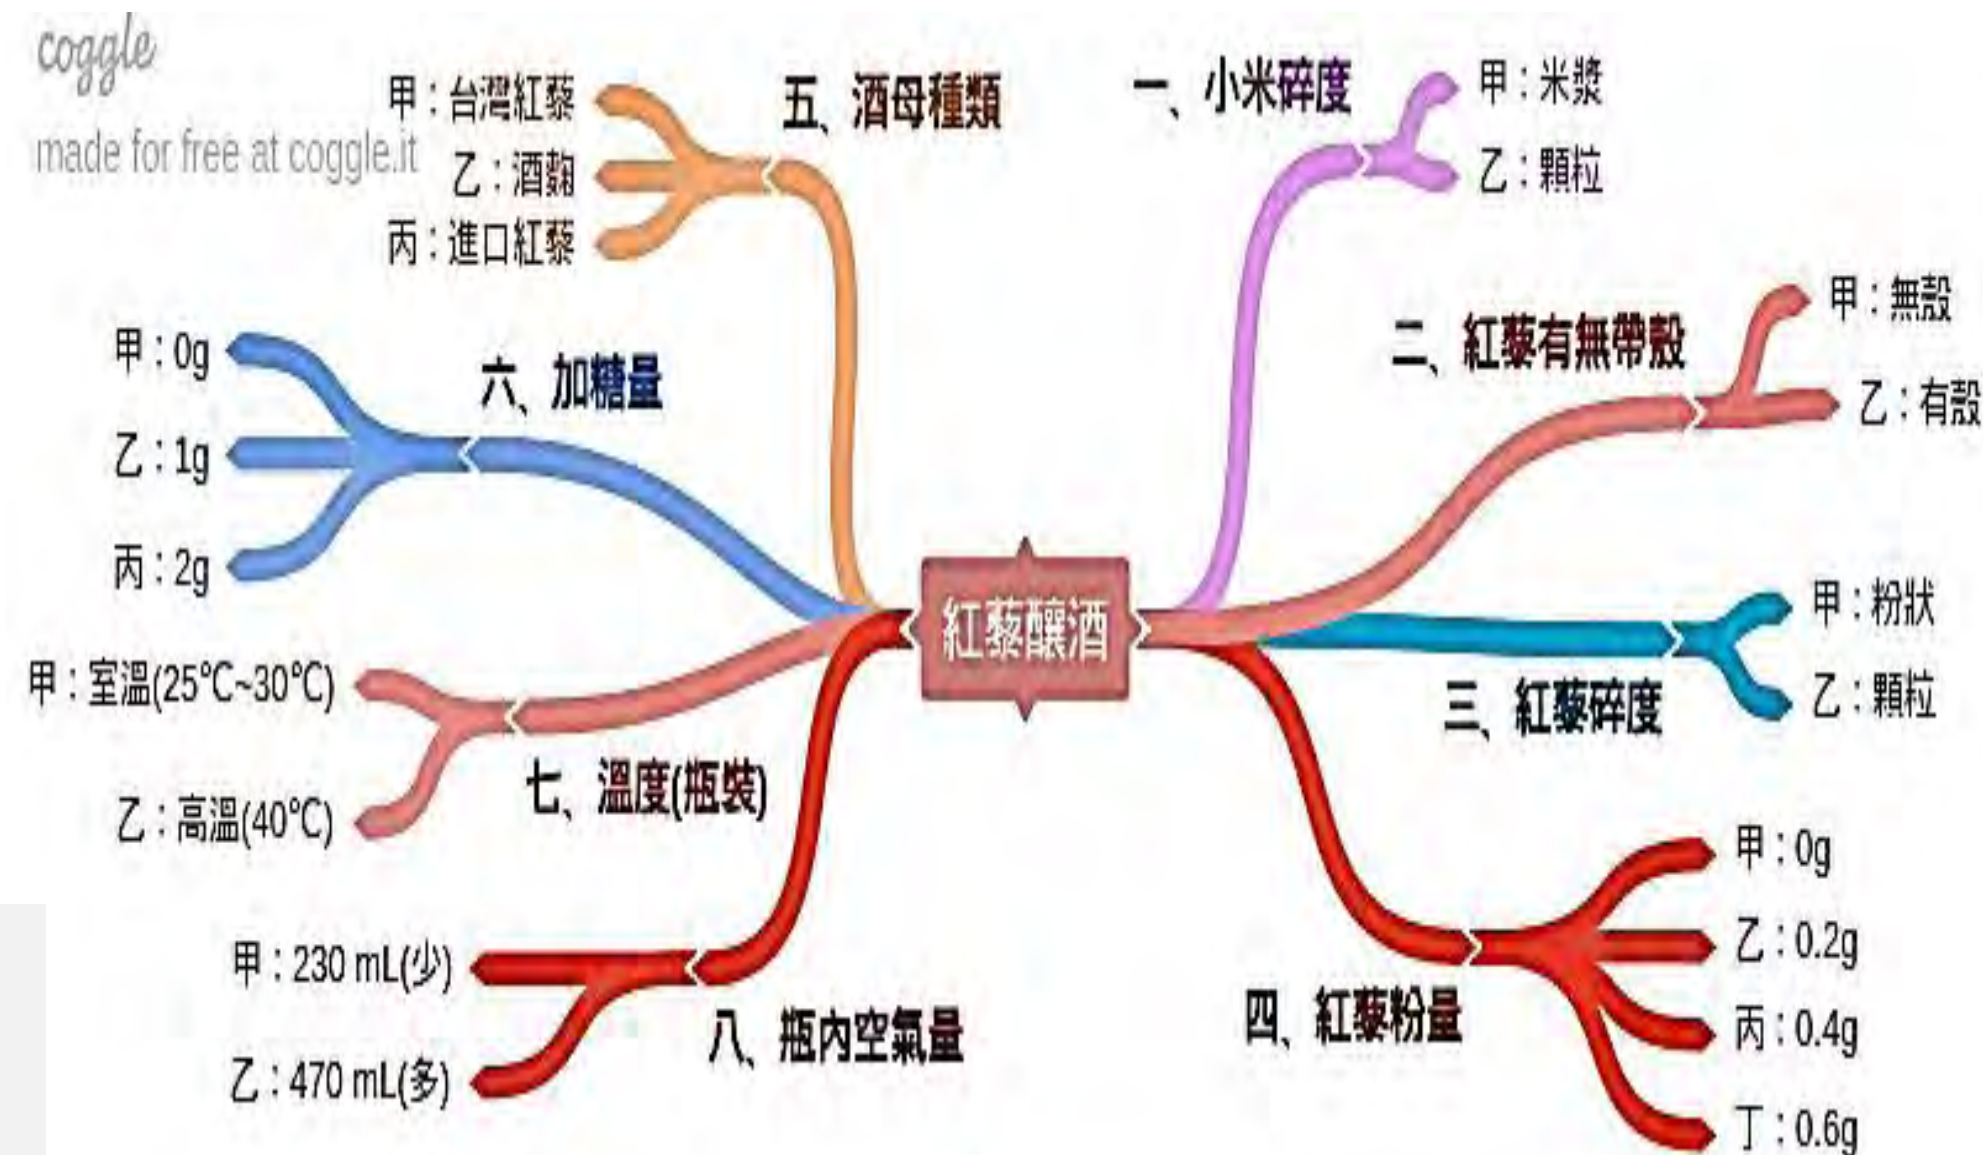 coggle
made for free at coggle.it
紅藜釀酒
一、小米碎度
甲：米漿
乙：顆粒
二、紅藜有無帶殼
甲：無殼
乙：有殼
三、紅藜碎度
甲：粉狀
乙：顆粒
四、紅藜粉量
甲：0g
乙：0.2g
丙：0.4g
丁：0.6g
五、酒母種類
甲：台灣紅藜
乙：酒麴
丙：進口紅藜
六、加糖量
甲：0g
乙：1g
丙：2g
七、溫度(瓶裝)
甲：室溫(25℃~30℃)
乙：高溫(40℃)
八、瓶內空氣量
甲：230 mL(少)
乙：470 mL(多)